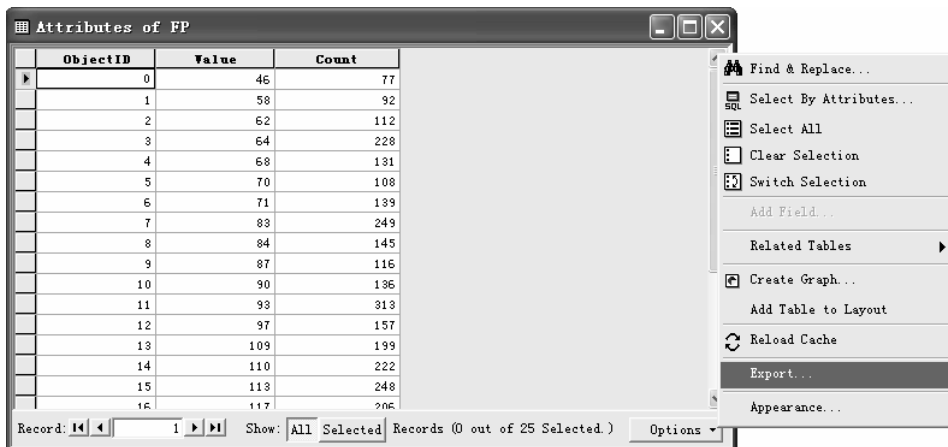 Attributes of FP
ObjectID Value Count
0 46 77
1 58 92
2 62 112
3 64 228
4 68 131
5 70 108
6 71 139
7 83 249
8 84 145
9 87 116
10 90 136
11 93 313
12 97 157
13 109 199
14 110 222
15 113 248
16 117 206
Record: 1 Show: All Selected Records (0 out of 25 Selected.) Options
Find & Replace...
SQL Select By Attributes...
Select All
Clear Selection
Switch Selection
Add Field...
Related Tables
Create Graph...
Add Table to Layout
Reload Cache
Export...
Appearance...